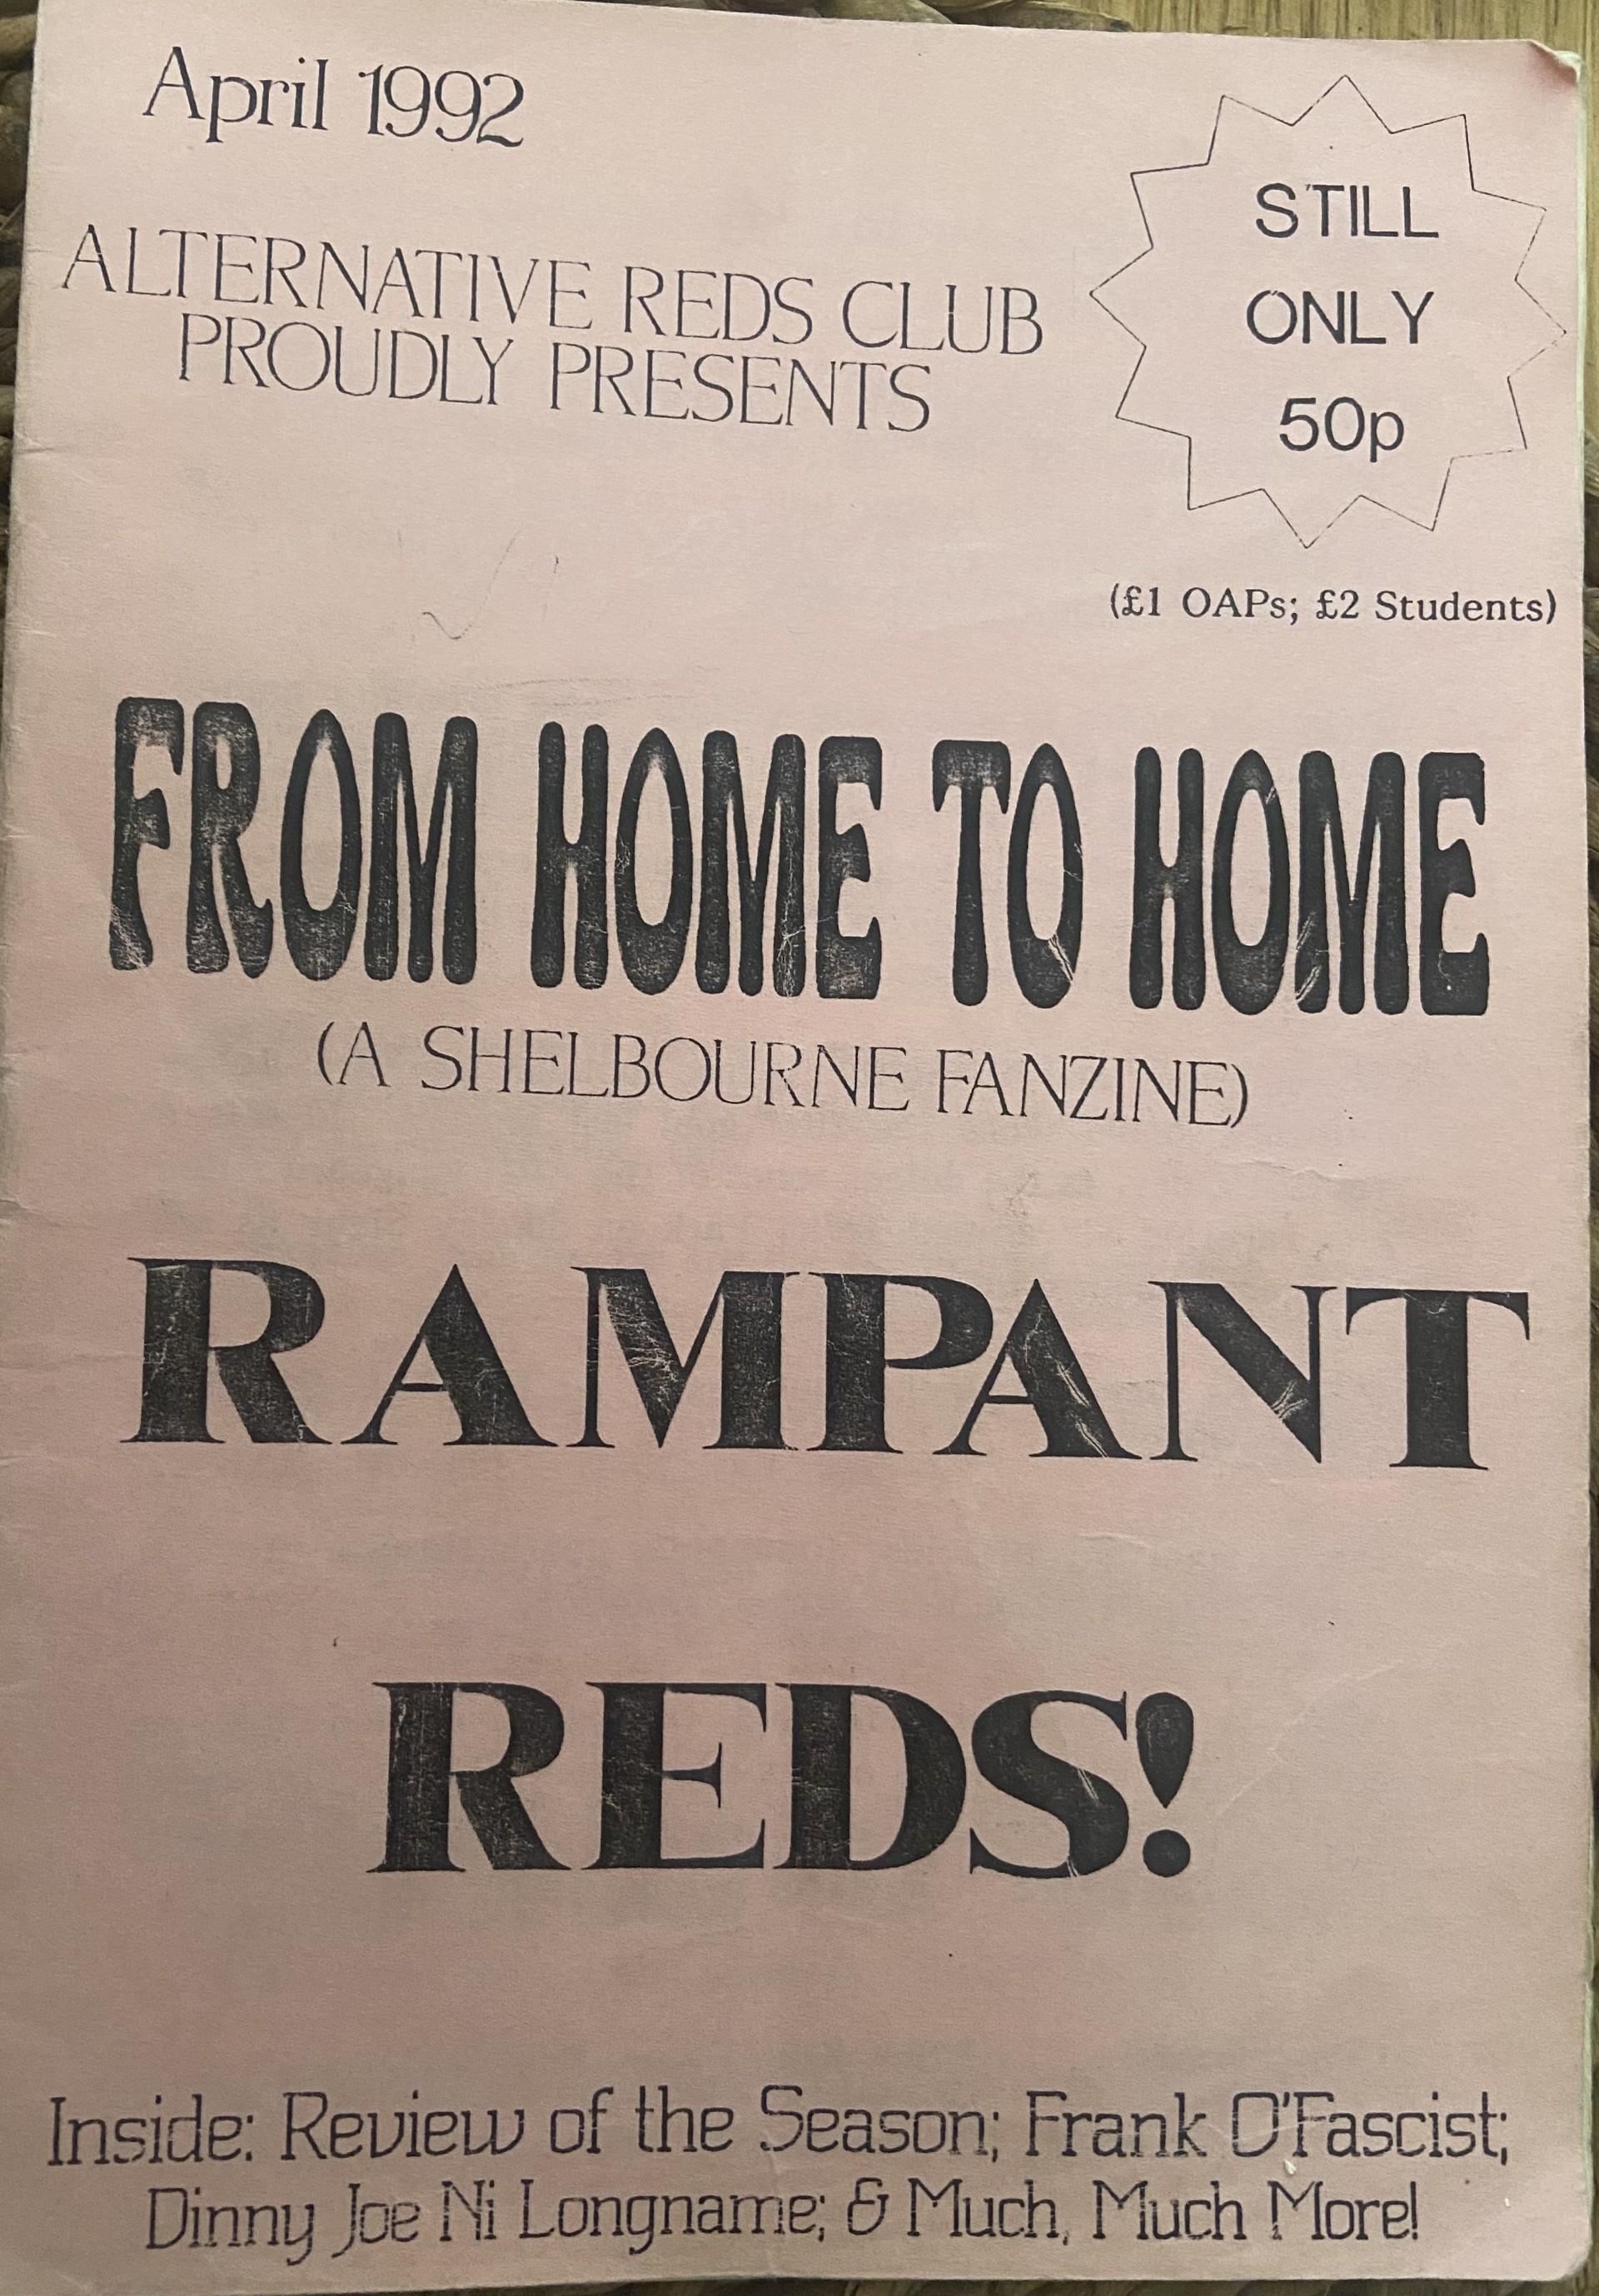 April 1992
ALTERNATIVE REDS CLUB
PROUDLY PRESENTS
STILL
ONLY
50p
(£1 OAPs; £2 Students)
FROM HOME TO HOME
(A SHELBOURNE FANZINE)
RAMPANT
REDS!
Inside: Review of the Season; Frank O'Fascist;
Dinny Joe Ni Longname; & Much, Much More!